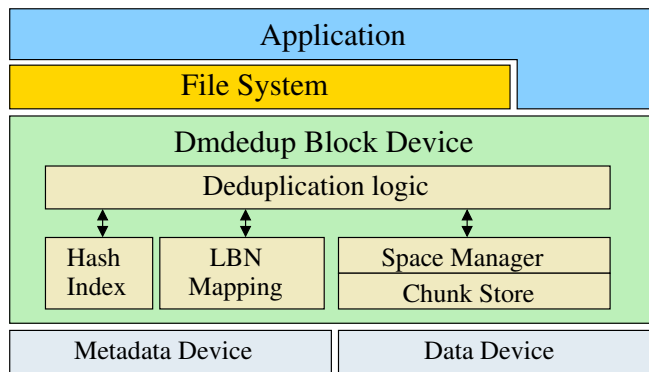 Application
File System
Dmdedup Block Device
Deduplication logic
Hash
Index
LBN
Mapping
Space Manager
Chunk Store
Metadata Device
Data Device